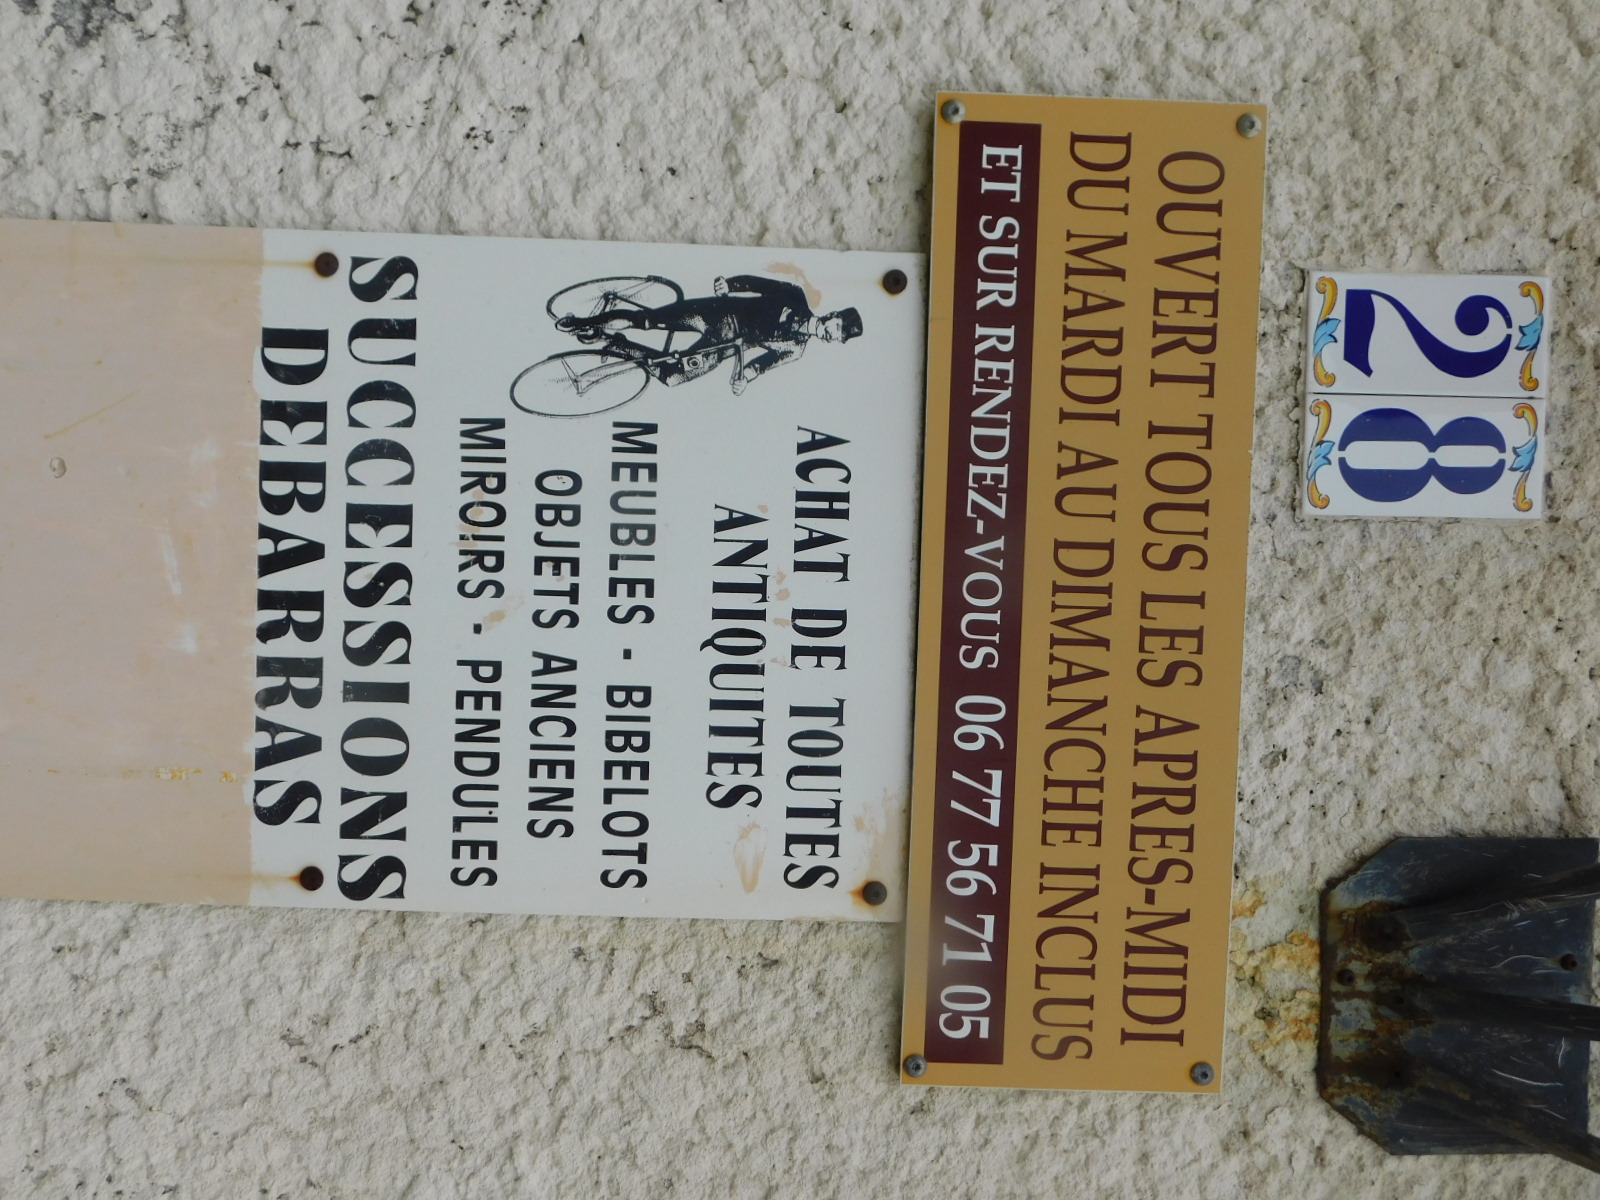 28
OUVERT TOUS LES APRES-MIDI
DU MARDI AU DIMANCHE INCLUS
ET SUR RENDEZ-VOUS 06 77 56 71 05
ACHAT DE TOUTES
ANTIQUITES
MEUBLES - BIBELOTS
OBJETS ANCIENS
MIROIRS - PENDULES
SUCCESSIONS
DEBARRAS